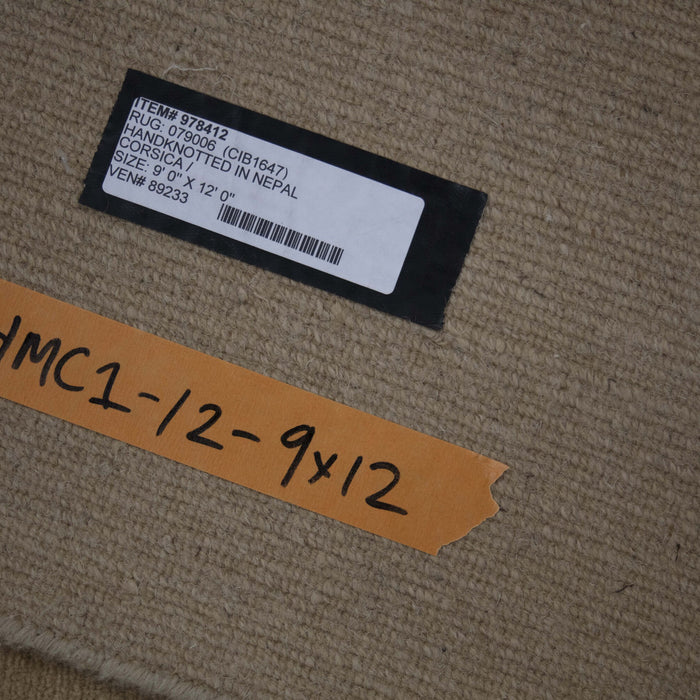 ITEM# 978412
RUG: 079006 (CIB1647)
HANDKNOTTED IN NEPAL
CORSICA /
SIZE: 9' 0" X 12' 0"
VEN# 89233
MC1-12-9x12